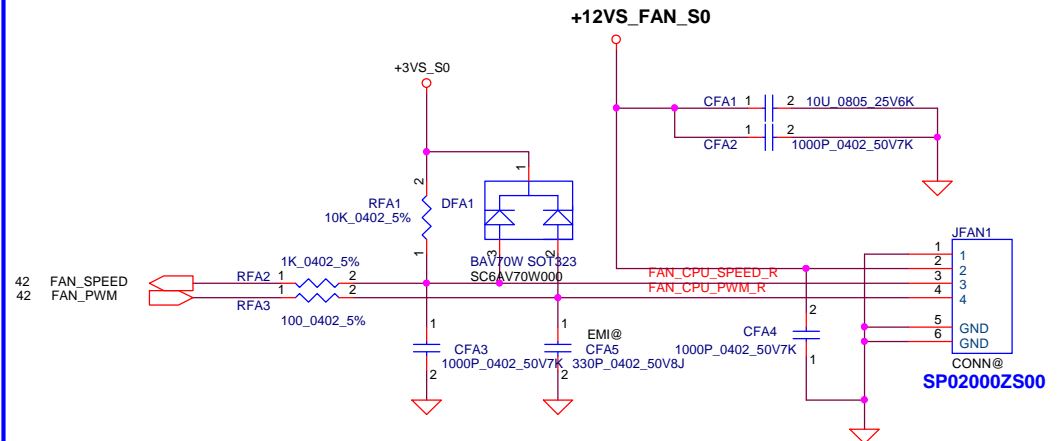 +12VS_FAN_S0
+3VS_S0
CFA1 1 2 10U_0805_25V6K
CFA2 1 2 1000P_0402_50V7K
1
2
RFA1 DFA1
10K_0402_5%
1
3 2
BAV70W SOT323
SC6AV70W000
JFAN1
1 1
2 2
3 3
4 4
5 GND
6 GND
CONN@
SP02000ZS00
1K_0402_5%
42 FAN_SPEED RFA2 1 2 FAN_CPU_SPEED_R
42 FAN_PWM RFA3 1 2 FAN_CPU_PWM_R
100_0402_5%
1
CFA3
1000P_0402_50V7K
2
1 EMI@
CFA5
330P_0402_50V8J
2
2
CFA4
1000P_0402_50V7K
1